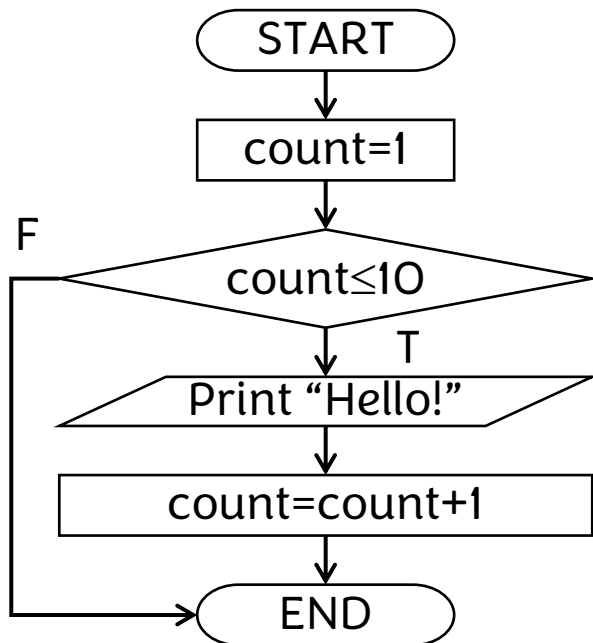 START
count=1
F
count≤10
T
Print “Hello!”
count=count+1
END